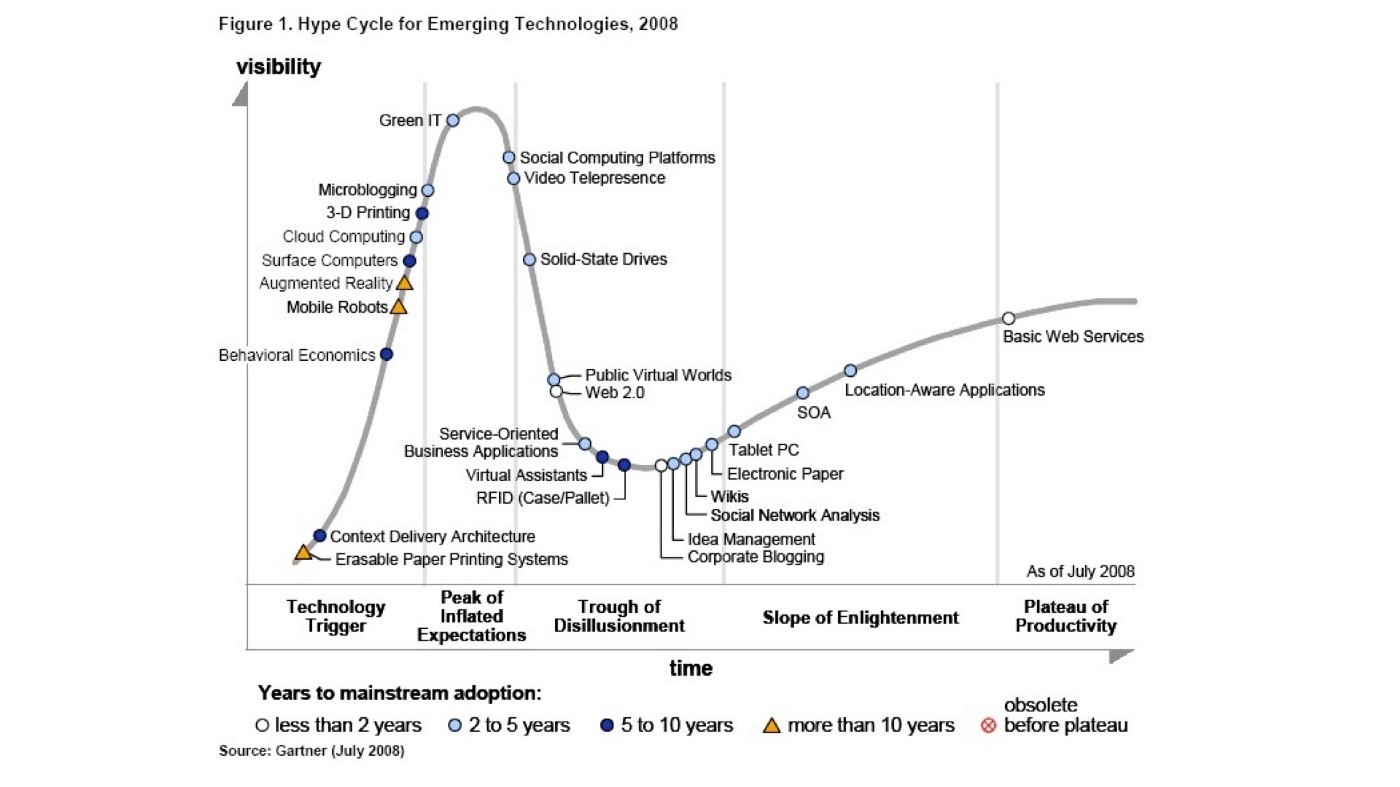 Figure 1. Hype Cycle for Emerging Technologies, 2008
visibility
Green IT
Social Computing Platforms
Video Telepresence
Microblogging
3-D Printing
Cloud Computing
Surface Computers
Solid-State Drives
Augmented Reality
Mobile Robots
Basic Web Services
Behavioral Economics
Public Virtual Worlds
Web 2.0
Location-Aware Applications
SOA
Service-Oriented
Business Applications
Tablet PC
Virtual Assistants
Electronic Paper
RFID (Case/Pallet)
Wikis
Social Network Analysis
Context Delivery Architecture
Idea Management
Erasable Paper Printing Systems
Corporate Blogging
As of July 2008
Technology
Trigger
Peak of
Inflated
Expectations
Trough of
Disillusionment
Slope of Enlightenment
Plateau of
Productivity
time
Years to mainstream adoption:
less than 2 years
2 to 5 years
5 to 10 years
more than 10 years
obsolete
before plateau
Source: Gartner (July 2008)